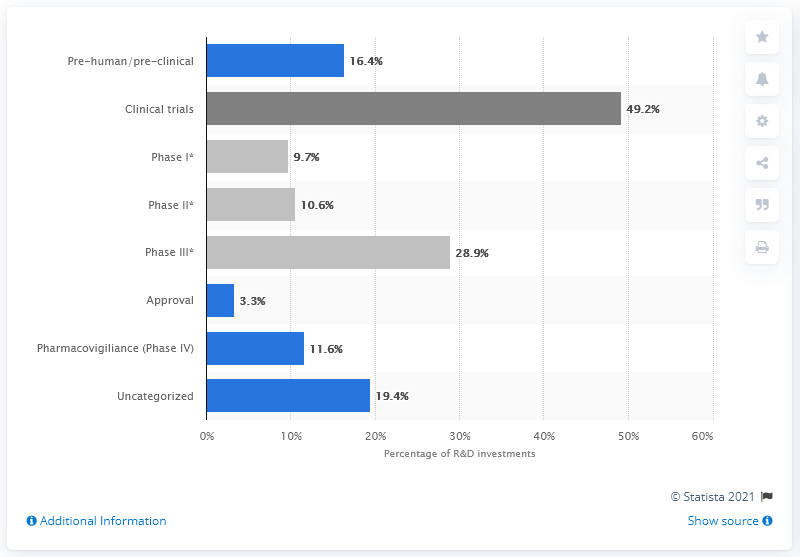 Pre-human/pre-clinical 16.4%
Clinical trials 49.2%
Phase I* 9.7%
Phase II* 10.6%
Phase III* 28.9%
Approval 3.3%
Pharmacovigiliance (Phase IV) 11.6%
Uncategorized 19.4%
0% 10% 20% 30% 40% 50% 60%
Percentage of R&D investments
© Statista 2021
Additional Information Show source